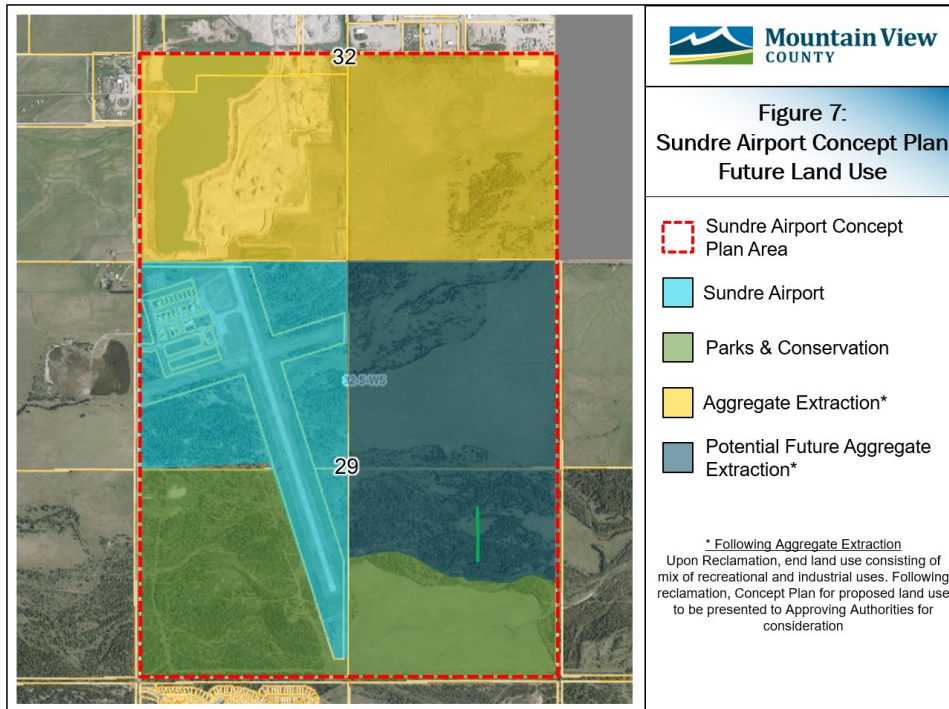 32
32-5-W5
29
Mountain View
COUNTY
Figure 7:
Sundre Airport Concept Plan
Future Land Use
Sundre Airport Concept
Plan Area
Sundre Airport
Parks & Conservation
Aggregate Extraction*
Potential Future Aggregate
Extraction*
* Following Aggregate Extraction
Upon Reclamation, end land use consisting of
mix of recreational and industrial uses. Following
reclamation, Concept Plan for proposed land use
to be presented to Approving Authorities for
consideration